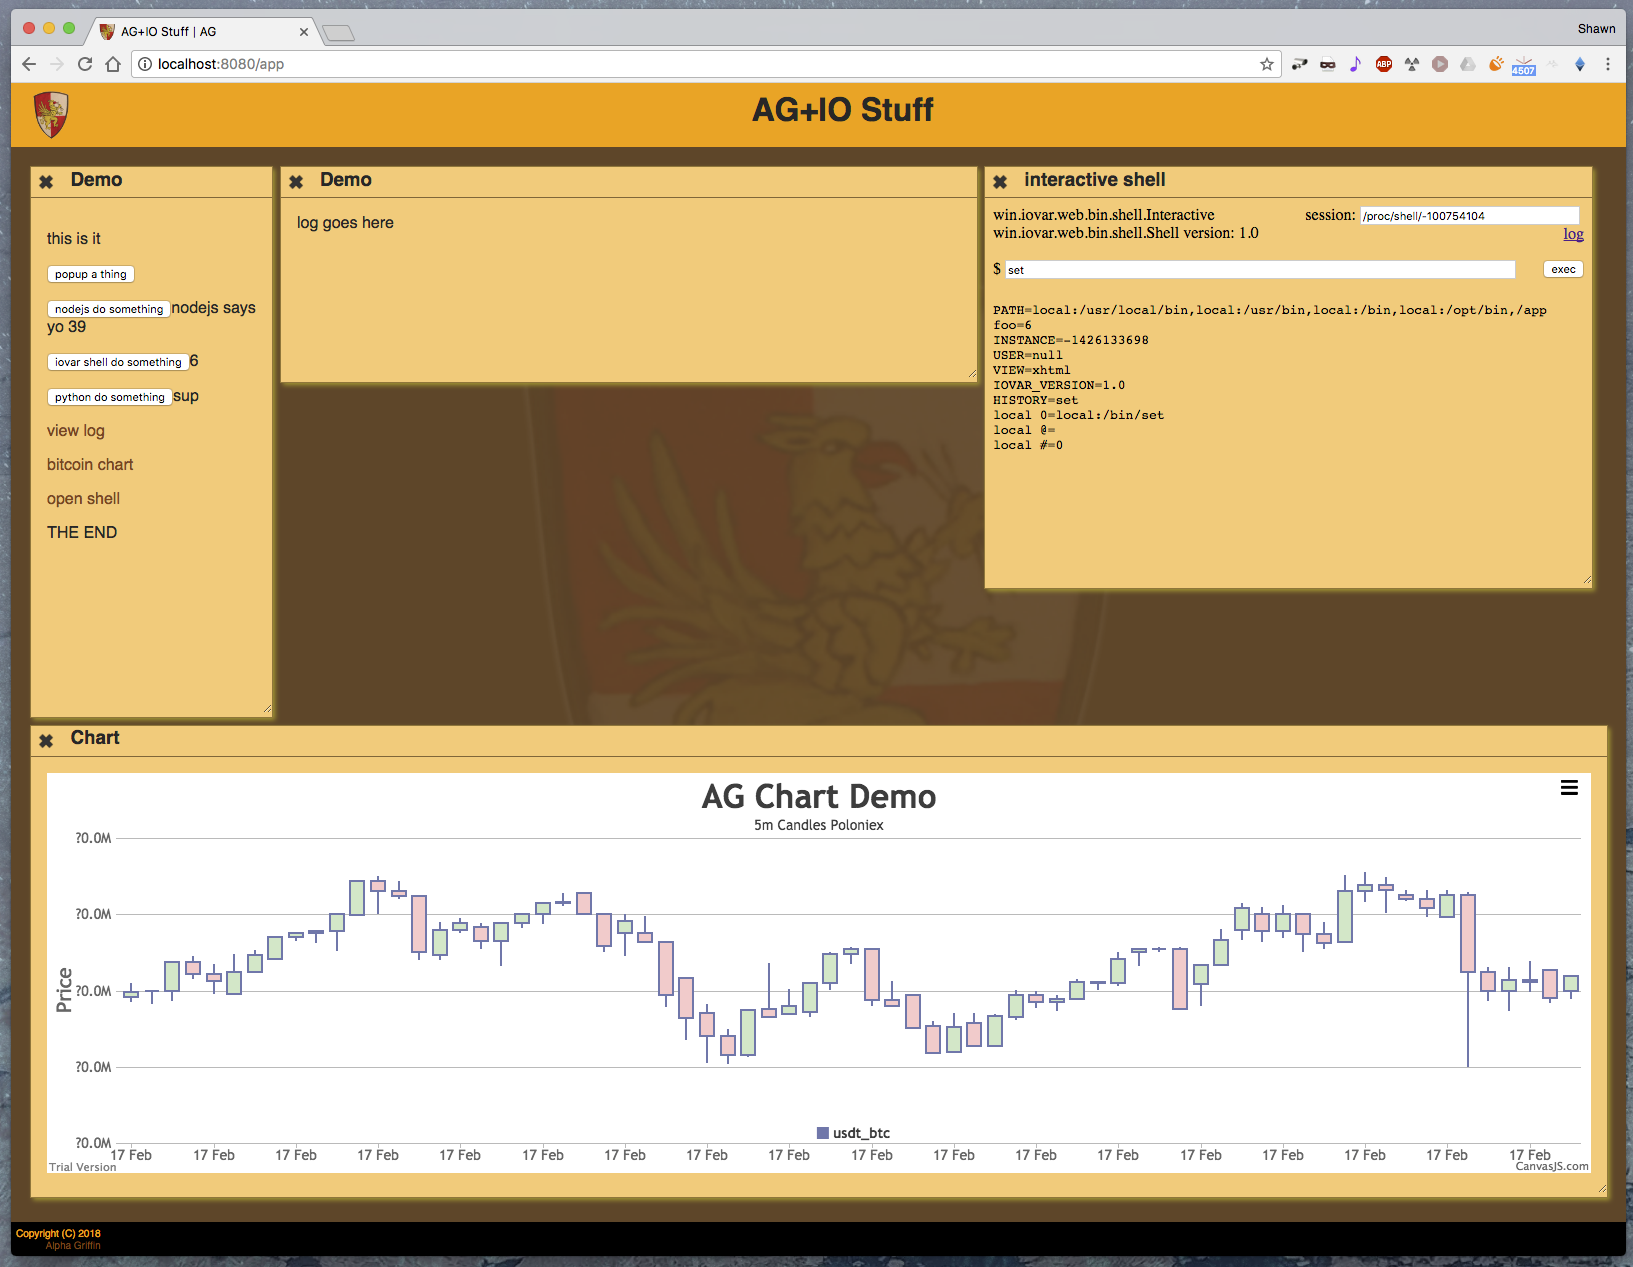 AG+IO Stuff | AG
Shawn
localhost:8080/app
ABP
4507
AG+IO Stuff
Demo
this is it
popup a thing
nodejs do something nodejs says
yo 39
iovar shell do something 6
python do something sup
view log
bitcoin chart
open shell
THE END
Demo
log goes here
interactive shell
win.iovar.web.bin.shell.Interactive
session: /proc/shell/-100754104
win.iovar.web.bin.shell.Shell version: 1.0
log
$ set exec
PATH=local:/usr/local/bin,local:/usr/bin,local:/bin,local:/opt/bin,/app
foo=6
INSTANCE=-1426133698
USER=null
VIEW=xhtml
IOVAR_VERSION=1.0
HISTORY=set
local 0=local:/bin/set
local @=
local #=0
Chart
AG Chart Demo
5m Candles Poloniex
?0.0M
?0.0M
?0.0M
?0.0M
?0.0M
Price
usdt_btc
17 Feb 17 Feb 17 Feb 17 Feb 17 Feb 17 Feb 17 Feb 17 Feb 17 Feb 17 Feb 17 Feb 17 Feb 17 Feb 17 Feb 17 Feb 17 Feb 17 Feb 17 Feb
Trial Version
CanvasJS.com
Copyright (C) 2018
Alpha Griffin